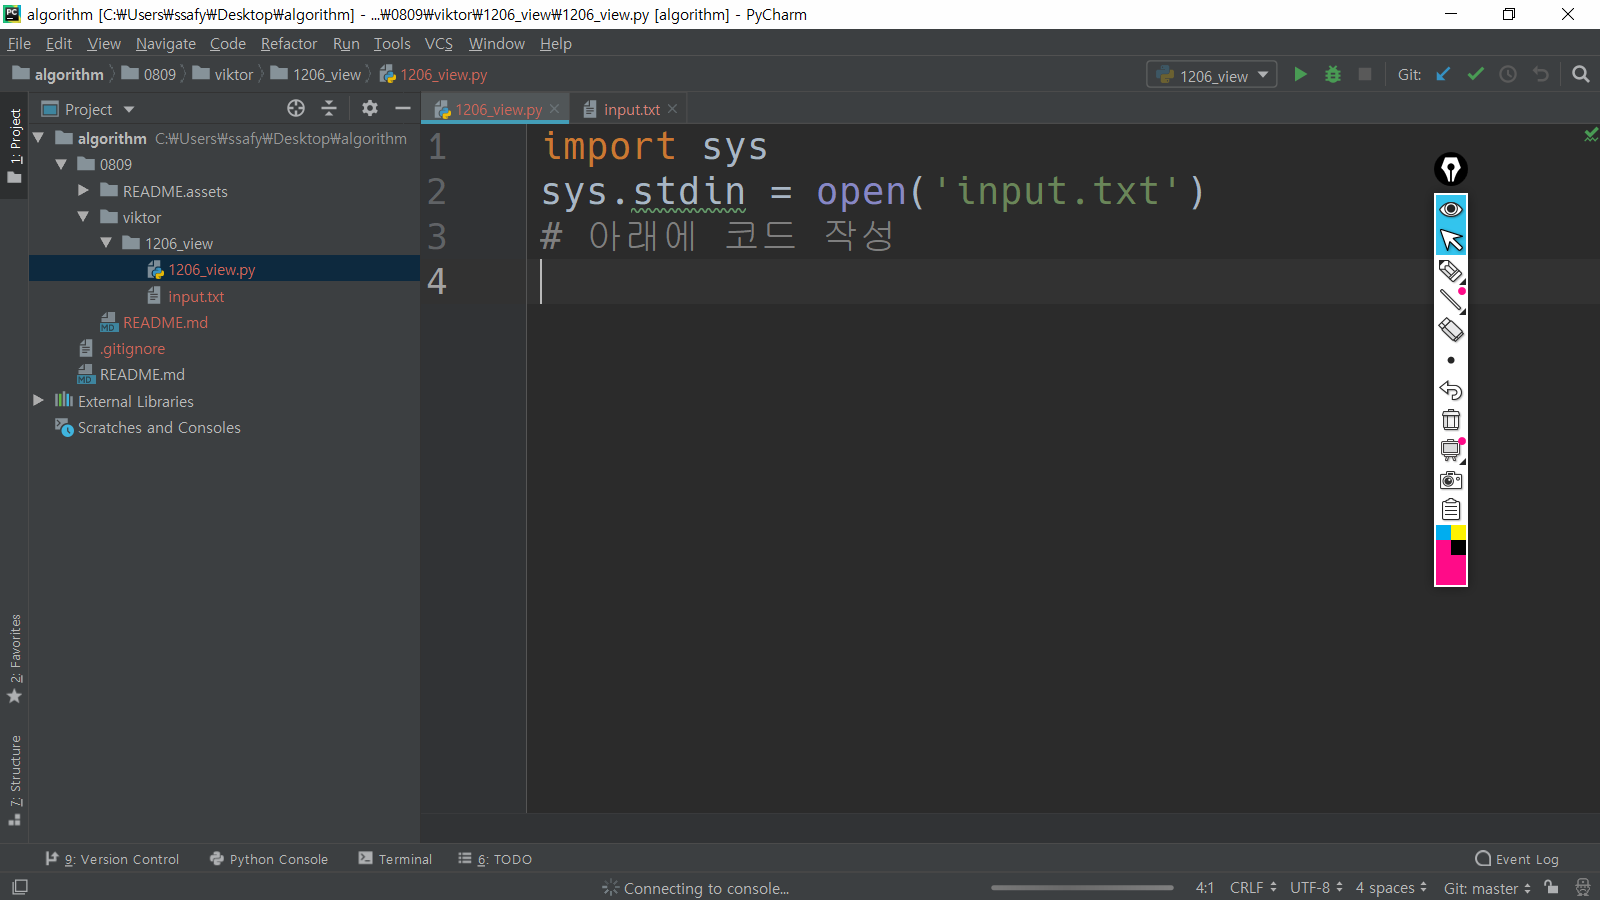 algorithm [C:₩Users₩ssafy₩Desktop₩algorithm] - ...₩0809₩viktor₩1206_view₩1206_view.py [algorithm] - PyCharm
File Edit View Navigate Code Refactor Run Tools VCS Window Help
algorithm 0809 viktor 1206_view 1206_view.py 1206_view Git:
1: Project
Project
1206_view.py input.txt
algorithm C:₩Users₩ssafy₩Desktop₩algorithm
0809
README.assets
viktor
1206_view
1206_view.py
input.txt
README.md
.gitignore
README.md
External Libraries
Scratches and Consoles
1 import sys
2 sys.stdin = open('input.txt')
3 # 아래에 코드 작성
4
2: Favorites
7: Structure
9: Version Control Python Console Terminal 6: TODO Event Log
Connecting to console... 4:1 CRLF UTF-8 4 spaces Git: master